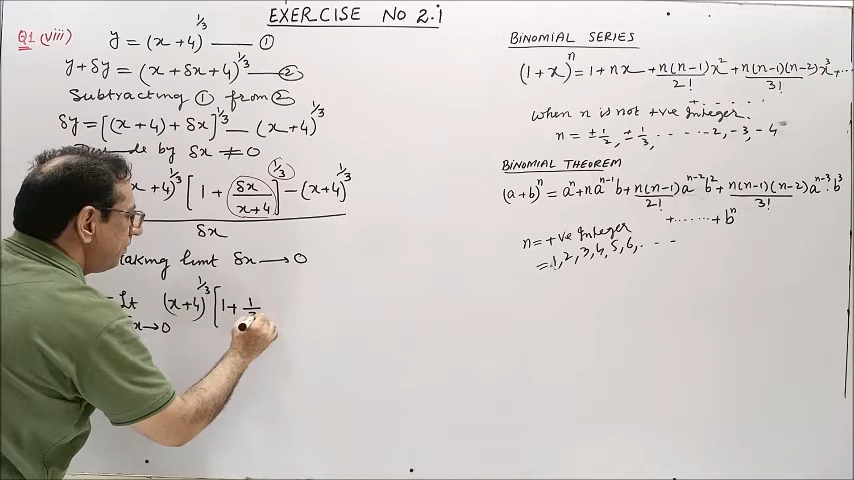 EXERCISE No 2.1
Q1 (viii) y = (x+4)^{1/3} —— ①
y + δy = (x + δx + 4)^{1/3} —— ②
Subtracting ① from ②
δy = [(x+4) + δx]^{1/3} — (x+4)^{1/3}
by δx ≠ 0
x+4)^{1/3} [1 + δx/(x+4)]^{1/3} − (x+4)^{1/3}
δx
Taking limt δx → 0
Lt (x+4)^{1/3} [1 + 1/
x→0
BINOMIAL SERIES
(1+x)^n = 1 + nx + n(n-1)/2! x² + n(n-1)(n-2)/3! x³ + ...
+ . . . . .
when n is not +ve Integer.
n = ± 1/2, ± 1/3, . . . . . -2, -3, -4
BINOMIAL THEOREM
(a+b)^n = a^n + n a^{n-1} b + n(n-1)/2! a^{n-2} b² + n(n-1)(n-2)/3! a^{n-3}. b³
+ ....... + b^n
n = +ve Integer
= 1, 2, 3, 4, 5, 6, . . . -